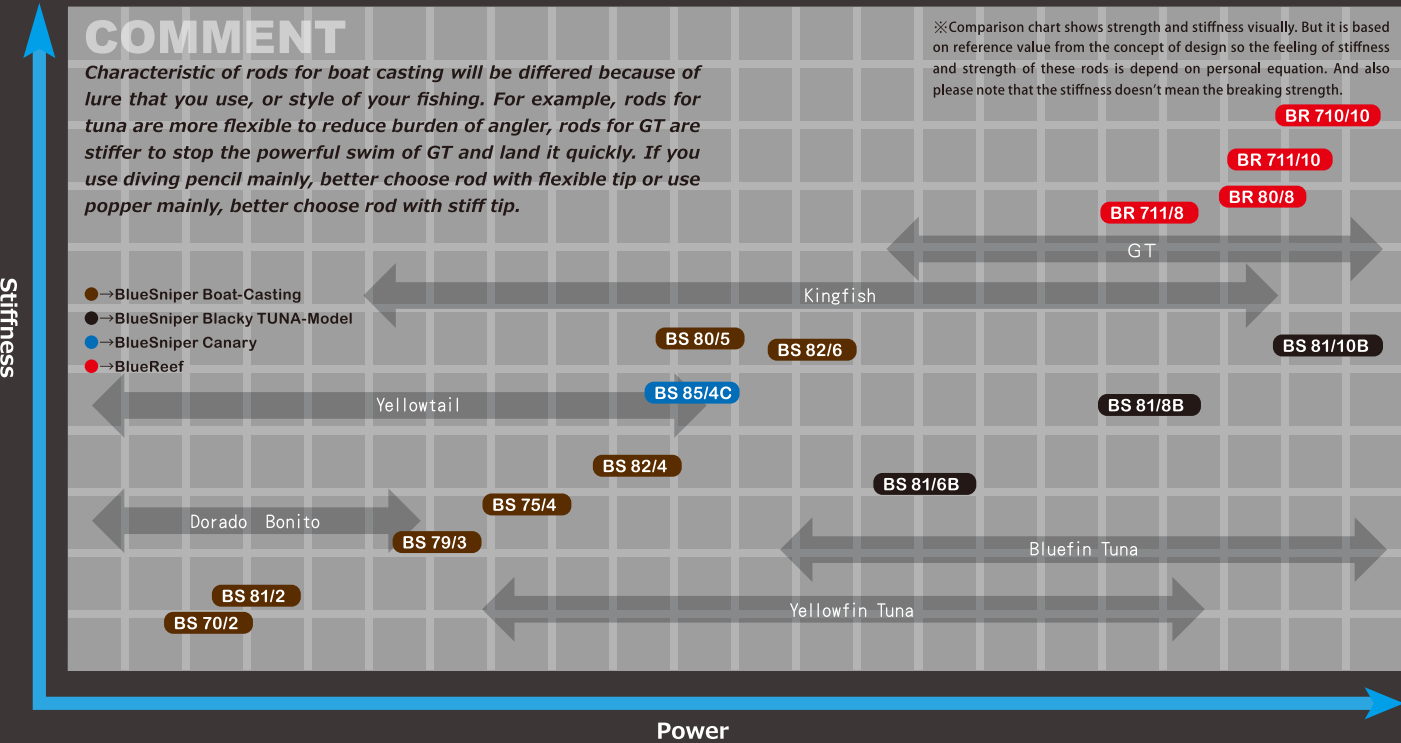 COMMENT
Characteristic of rods for boat casting will be differed because of
lure that you use, or style of your fishing. For example, rods for
tuna are more flexible to reduce burden of angler, rods for GT are
stiffer to stop the powerful swim of GT and land it quickly. If you
use diving pencil mainly, better choose rod with flexible tip or use
popper mainly, better choose rod with stiff tip.
※Comparison chart shows strength and stiffness visually. But it is based
on reference value from the concept of design so the feeling of stiffness
and strength of these rods is depend on personal equation. And also
please note that the stiffness doesn't mean the breaking strength.
BR 710/10
BR 711/10
BR 80/8
BR 711/8
GT
Kingfish
●→BlueSniper Boat-Casting
●→BlueSniper Blacky TUNA-Model
●→BlueSniper Canary
●→BlueReef
BS 80/5
BS 82/6
BS 81/10B
BS 85/4C
Yellowtail
BS 81/8B
BS 82/4
BS 81/6B
BS 75/4
Dorado Bonito
BS 79/3
Bluefin Tuna
BS 81/2
Yellowfin Tuna
BS 70/2
Stiffness
Power